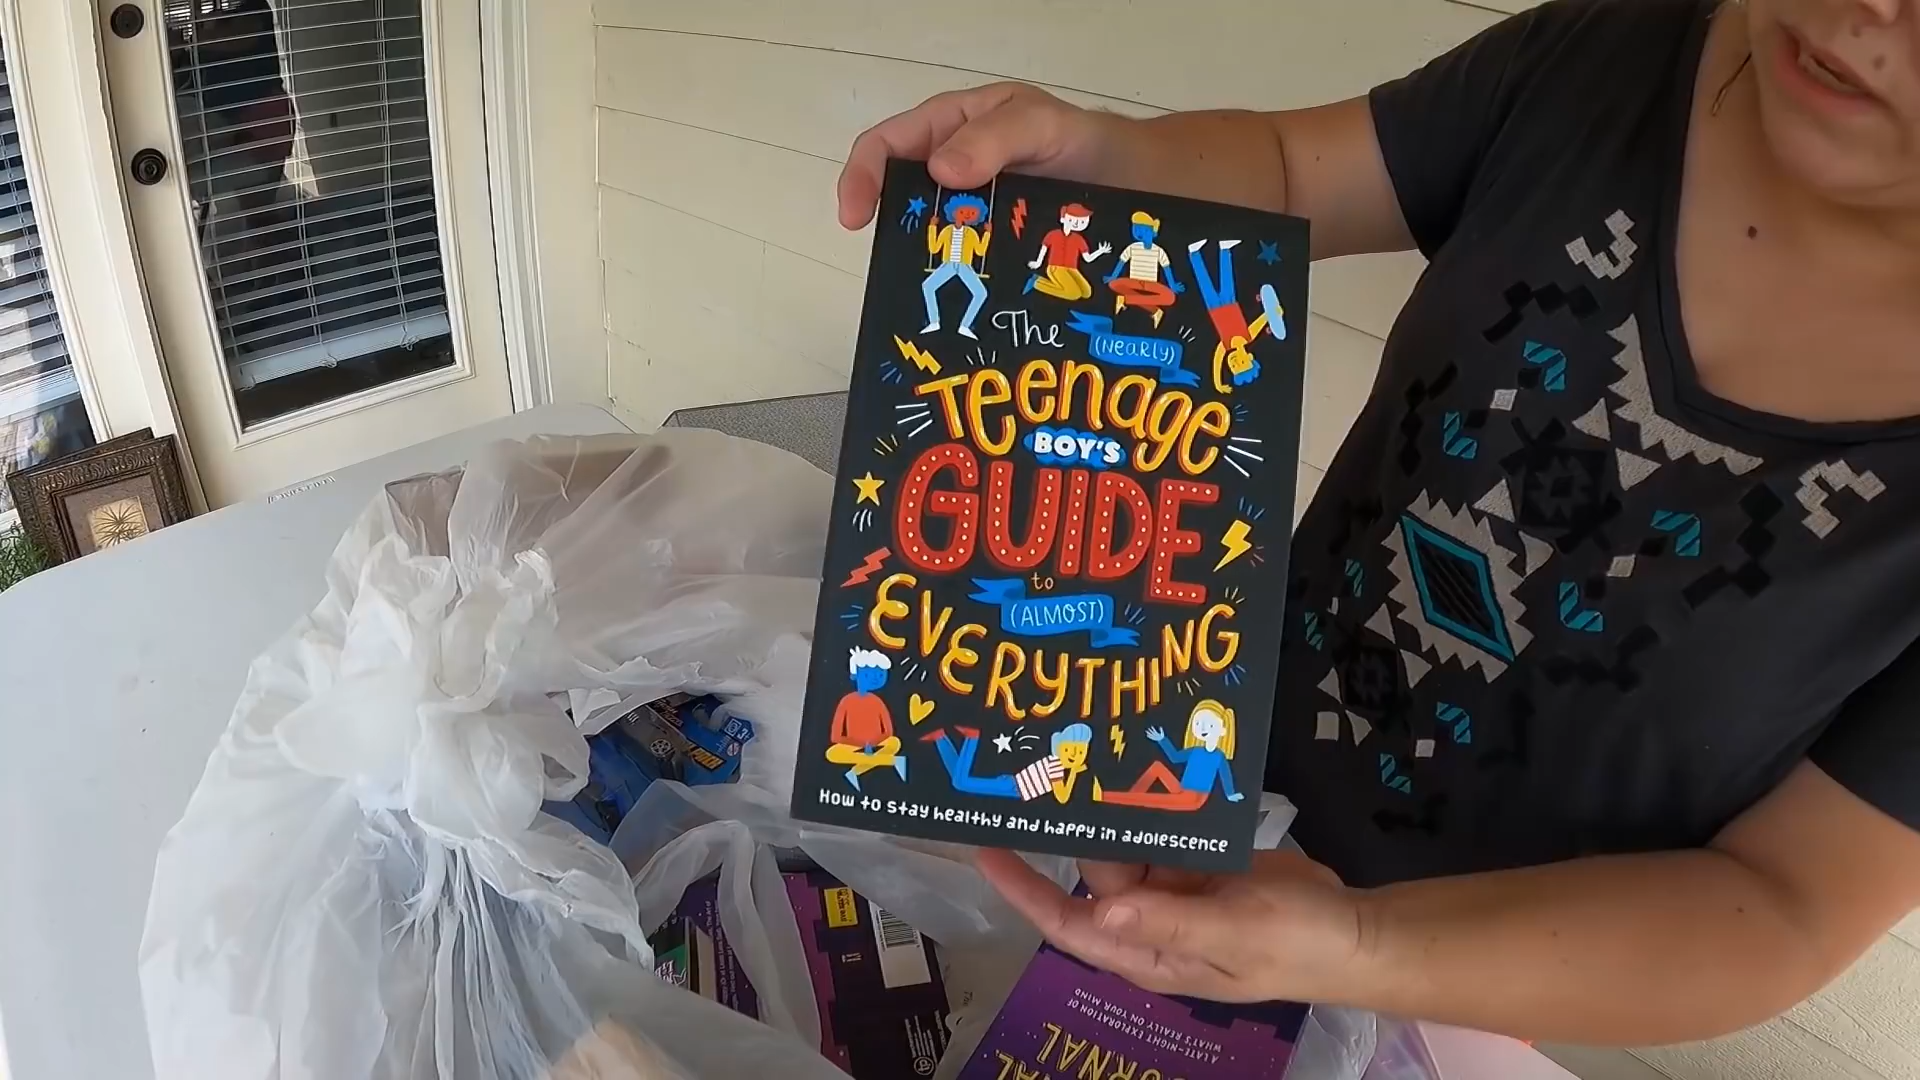 The (NEARLY)
TEENAGE
BOY'S
GUIDE
to
(ALMOST)
EVERYTHING
How to stay healthy and happy in adolescence
A LATE-NIGHT EXPLORATION OF
WHAT'S REALLY ON YOUR MIND